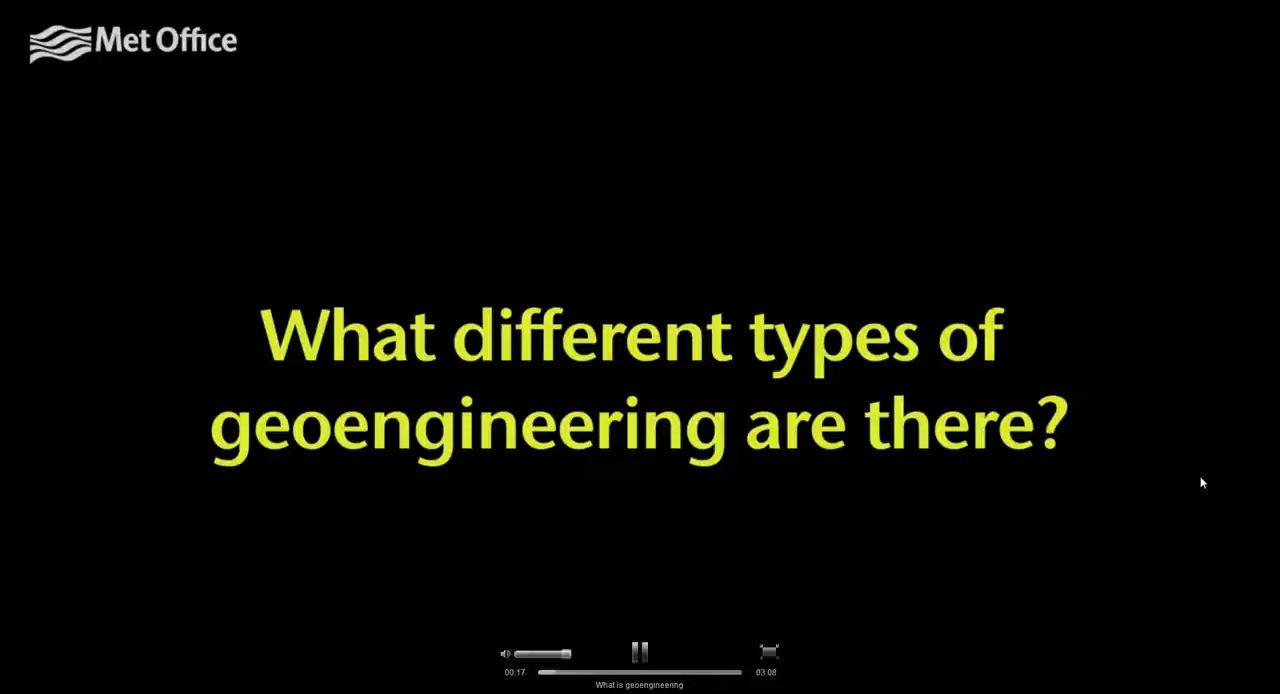 Met Office
What different types of
geoengineering are there?
00:17
03:08
What is geoengineering